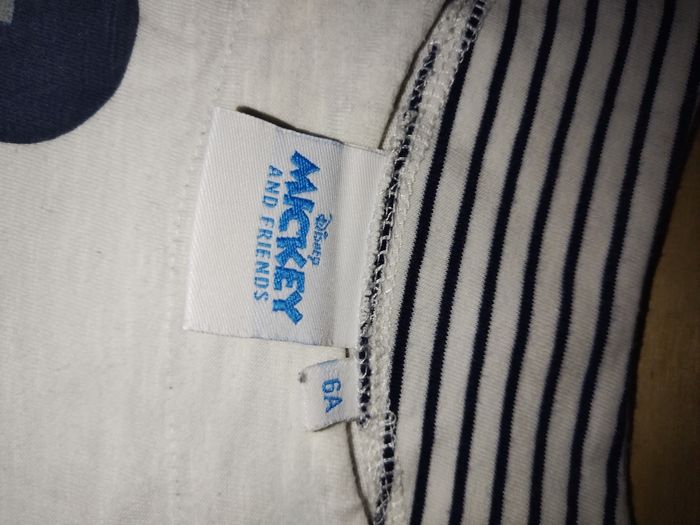 Disney
MICKEY
AND FRIENDS
6A